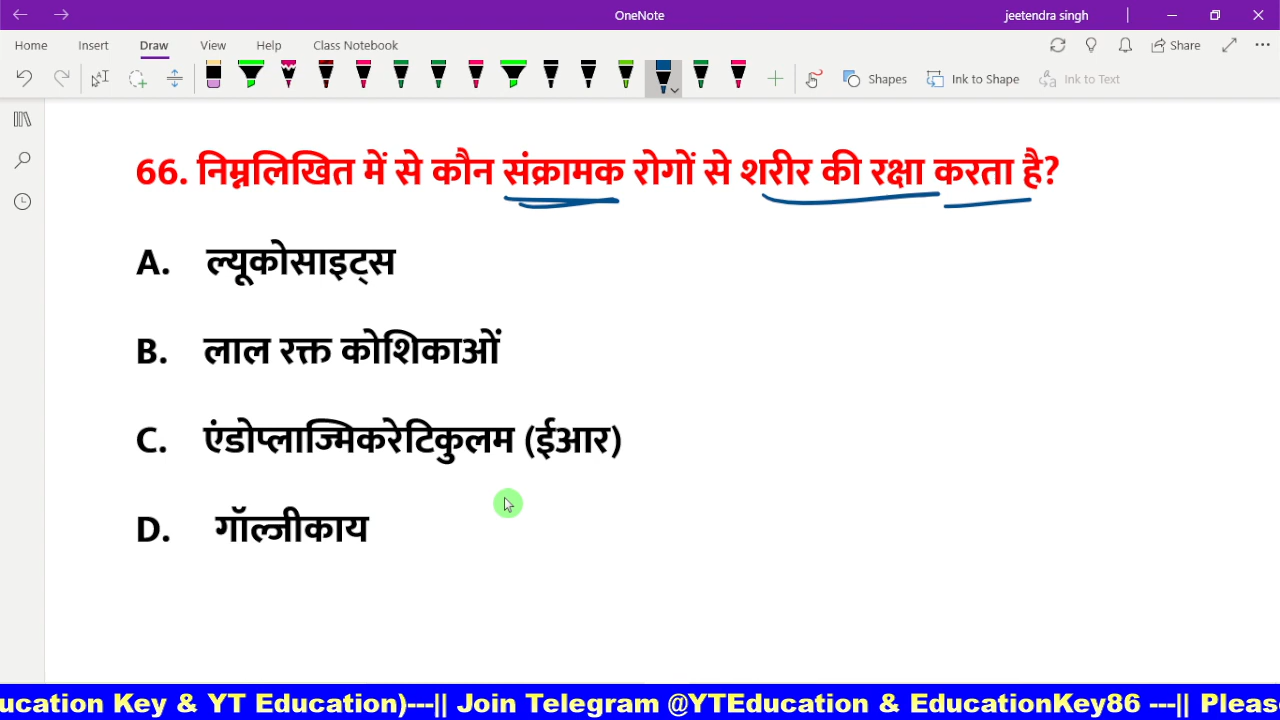 OneNote
jeetendra singh
Home Insert Draw View Help Class Notebook
Share
Shapes
Ink to Shape
Ink to Text
66. निम्नलिखित में से कौन संक्रामक रोगों से शरीर की रक्षा करता है?
A. ल्यूकोसाइट्स
B. लाल रक्त कोशिकाओं
C. एंडोप्लाज्मिकरेटिकुलम (ईआर)
D. गॉल्जीकाय
ucation Key & YT Education)---|| Join Telegram @YTEducation & EducationKey86 ---|| Pleas